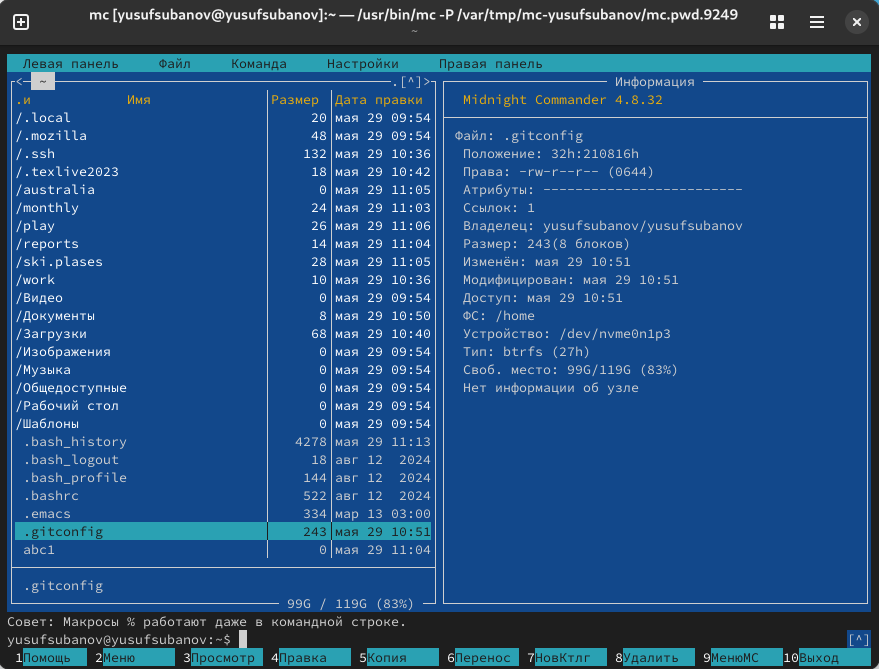 mc [yusufsubanov@yusufsubanov]:~ — /usr/bin/mc -P /var/tmp/mc-yusufsubanov/mc.pwd.9249
~
Левая панель Файл Команда Настройки Правая панель
<─ ~ .[^]> Информация
.и Имя Размер Дата правки Midnight Commander 4.8.32
/.local 20 мая 29 09:54
/.mozilla 48 мая 29 09:54 Файл: .gitconfig
/.ssh 132 мая 29 10:36 Положение: 32h:210816h
/.texlive2023 18 мая 29 10:42 Права: -rw-r--r-- (0644)
/australia 0 мая 29 11:05 Атрибуты: -------------------------
/monthly 24 мая 29 11:03 Ссылок: 1
/play 26 мая 29 11:06 Владелец: yusufsubanov/yusufsubanov
/reports 14 мая 29 11:04 Размер: 243(8 блоков)
/ski.plases 28 мая 29 11:05 Изменён: мая 29 10:51
/work 10 мая 29 10:36 Модифицирован: мая 29 10:51
/Видео 0 мая 29 09:54 Доступ: мая 29 10:51
/Документы 8 мая 29 10:50 ФС: /home
/Загрузки 68 мая 29 10:40 Устройство: /dev/nvme0n1p3
/Изображения 0 мая 29 09:54 Тип: btrfs (27h)
/Музыка 0 мая 29 09:54 Своб. место: 99G/119G (83%)
/Общедоступные 0 мая 29 09:54 Нет информации об узле
/Рабочий стол 0 мая 29 09:54
/Шаблоны 0 мая 29 09:54
.bash_history 4278 мая 29 11:13
.bash_logout 18 авг 12 2024
.bash_profile 144 авг 12 2024
.bashrc 522 авг 12 2024
.emacs 334 мар 13 03:00
.gitconfig 243 мая 29 10:51
abc1 0 мая 29 11:04
.gitconfig
99G / 119G (83%)
Совет: Макросы % работают даже в командной строке.
yusufsubanov@yusufsubanov:~$ [^]
1Помощь 2Меню 3Просмотр 4Правка 5Копия 6Перенос 7НовКтлг 8Удалить 9МенюMC 10Выход